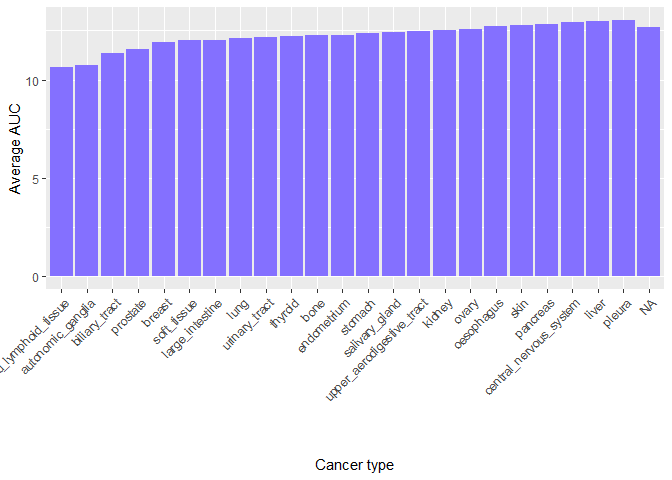 Average AUC
10
5
0
d_lymphoid_tissue
autonomic_ganglia
biliary_tract
prostate
breast
soft_tissue
large_intestine
lung
urinary_tract
thyroid
bone
endometrium
stomach
salivary_gland
upper_aerodigestive_tract
kidney
ovary
oesophagus
skin
pancreas
central_nervous_system
liver
pleura
NA
Cancer type